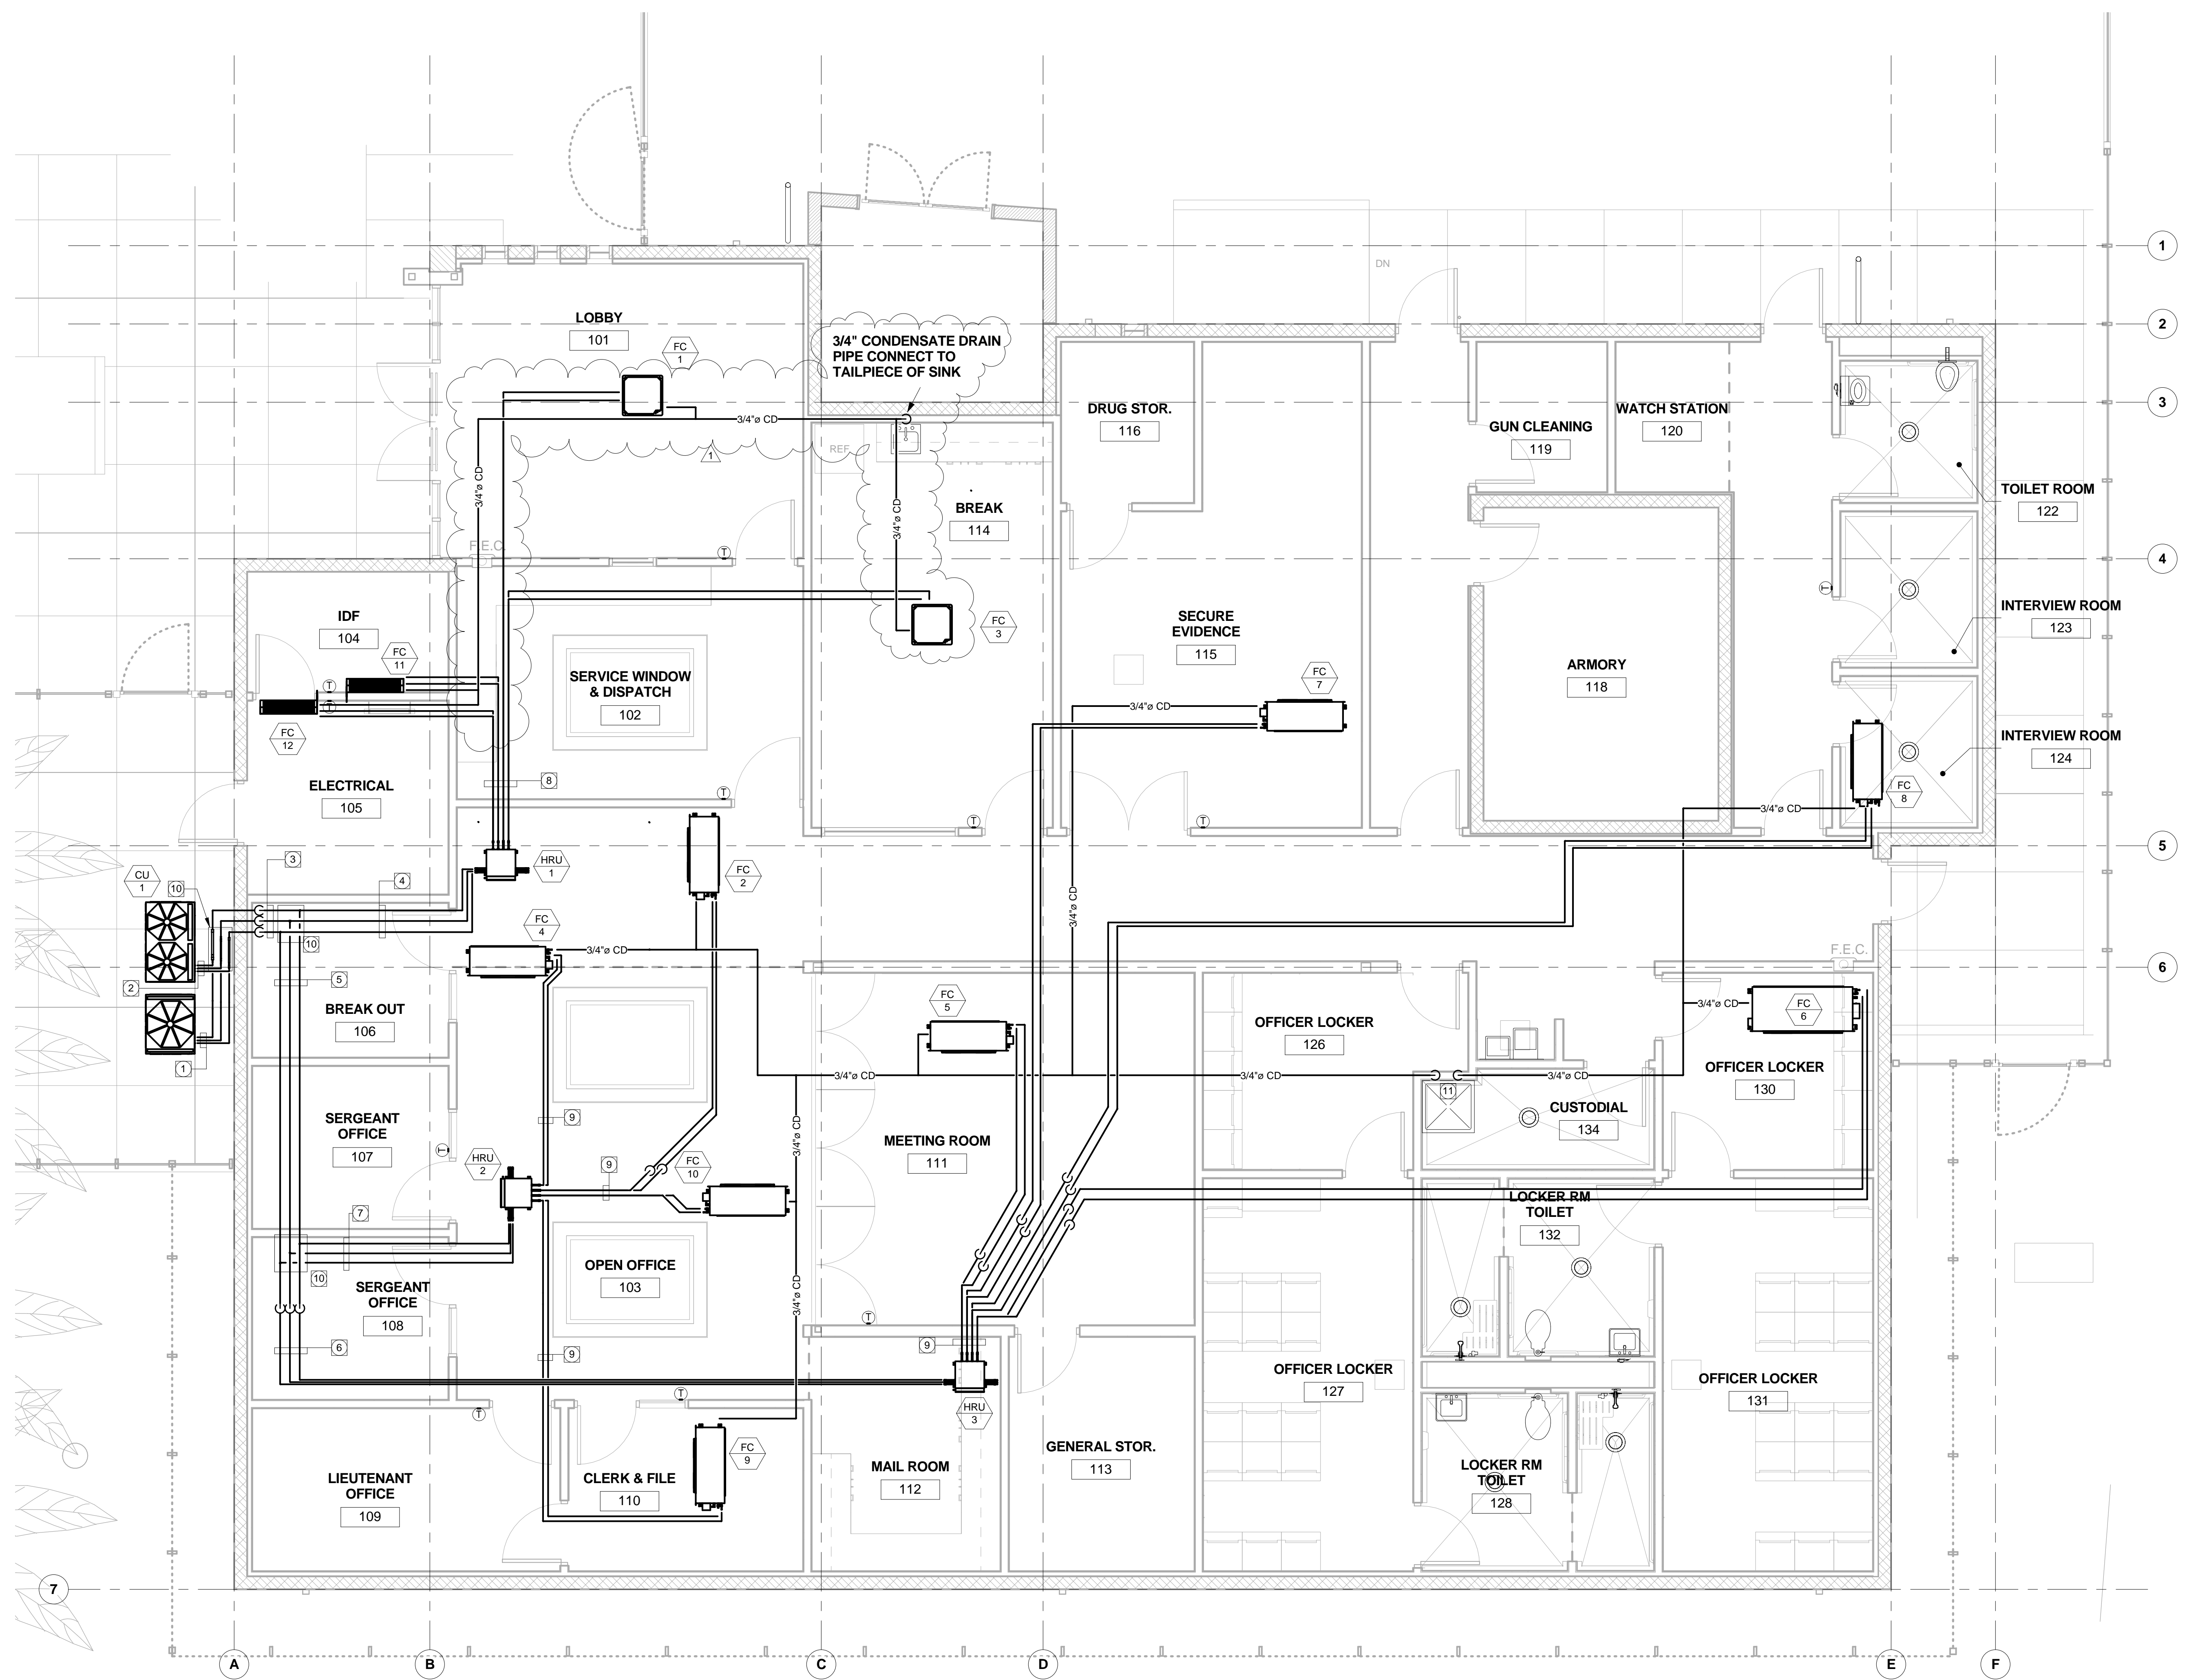 1
DN
LOBBY
101
2
3/4" CONDENSATE DRAIN
PIPE CONNECT TO
TAILPIECE OF SINK
FC
1
3
3/4"ø CD
DRUG STOR.
116
GUN CLEANING
119
WATCH STATION
120
REF.
1
3/4"ø CD
TOILET ROOM
122
BREAK
114
3/4"ø CD
F.E.C.
T
4
IDF
104
FC
11
FC
3
SECURE
EVIDENCE
115
T
INTERVIEW ROOM
123
SERVICE WINDOW
& DISPATCH
102
T
T
FC
12
FC
7
3/4"ø CD
ARMORY
118
INTERVIEW ROOM
124
ELECTRICAL
105
8
T
T
T
3/4"ø CD
FC
8
5
CU
1
10
3
4
HRU
1
FC
2
10
FC
4
3/4"ø CD
3/4"ø CD
F.E.C.
6
2
5
BREAK OUT
106
FC
5
OFFICER LOCKER
126
3/4"ø CD
FC
6
1
3/4"ø CD
3/4"ø CD
11
3/4"ø CD
OFFICER LOCKER
130
SERGEANT
OFFICE
107
T
9
3/4"ø CD
MEETING ROOM
111
CUSTODIAL
134
HRU
2
9
FC
10
LOCKER RM
TOILET
132
7
10
SERGEANT
OFFICE
108
OPEN OFFICE
103
3/4"ø CD
T
6
9
9
OFFICER LOCKER
127
OFFICER LOCKER
131
T
T
HRU
3
LIEUTENANT
OFFICE
109
CLERK & FILE
110
FC
9
MAIL ROOM
112
GENERAL STOR.
113
LOCKER RM
TOILET
128
7
A
B
C
D
E
F